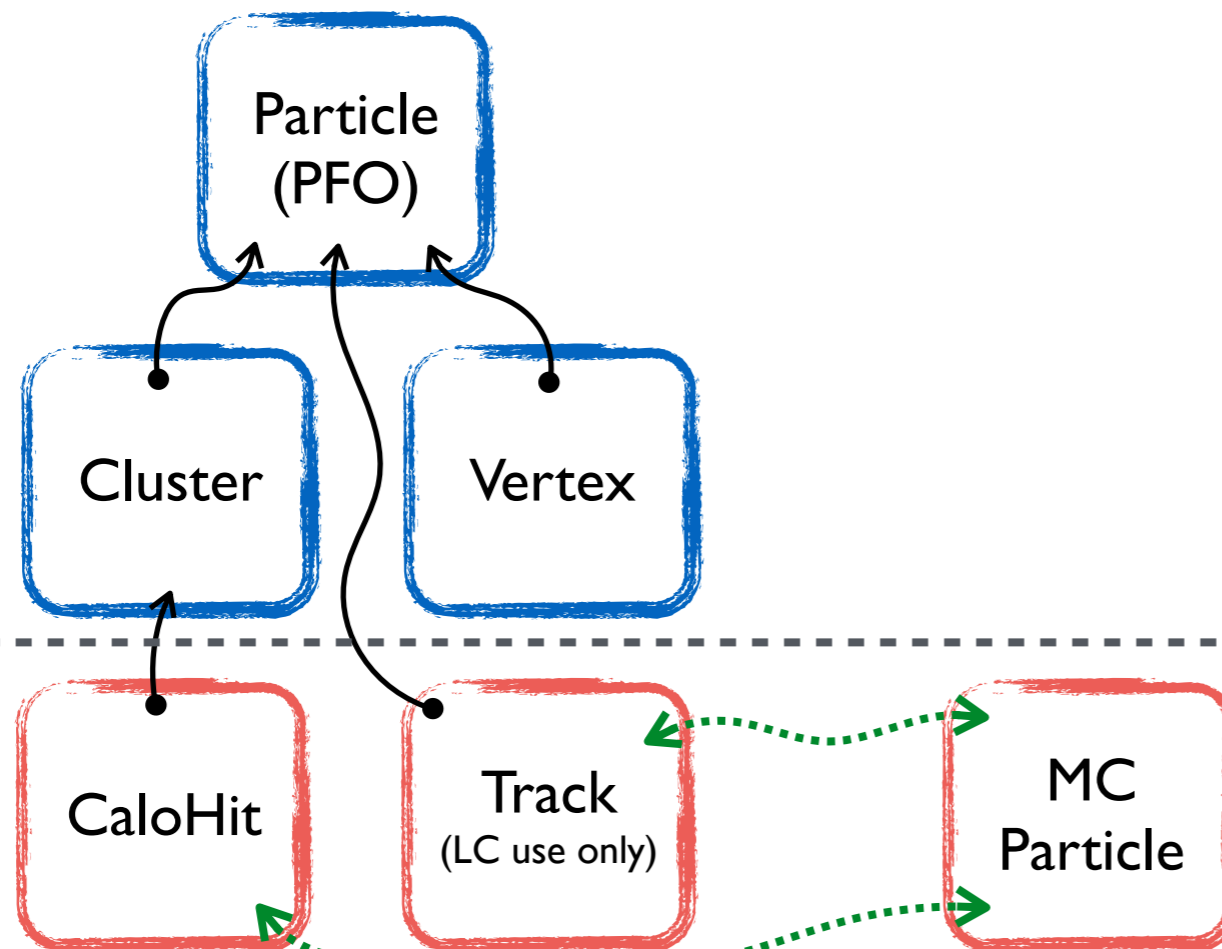 Particle
(PFO)
Cluster
Vertex
CaloHit
Track
(LC use only)
MC
Particle